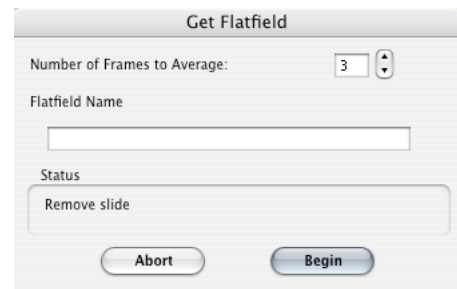 Get Flatfield
Number of Frames to Average: 3
Flatfield Name
Status
Remove slide
Abort Begin